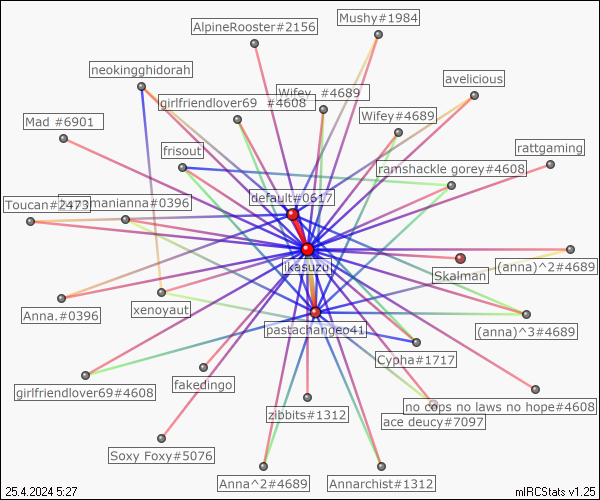 Mushy#1984
AlpineRooster#2156
neokingghidorah
avelicious
Wifey #4689
girlfriendlover69 #4608
Wifey#4689
Mad #6901
frisout
rattgaming
ramshackle gorey#4608
default#0617
Toucan#2473
manianna#0396
ikasuzu
(anna)^2#4689
Skalman
Anna.#0396
xenoyaut
pastachangeo41
(anna)^3#4689
Cypha#1717
fakedingo
girlfriendlover69#4608
no cops no laws no hope#4608
zibbits#1312
ace deucy#7097
Soxy Foxy#5076
Anna^2#4689
Annarchist#1312
25.4.2024 5:27
mIRCStats v1.25